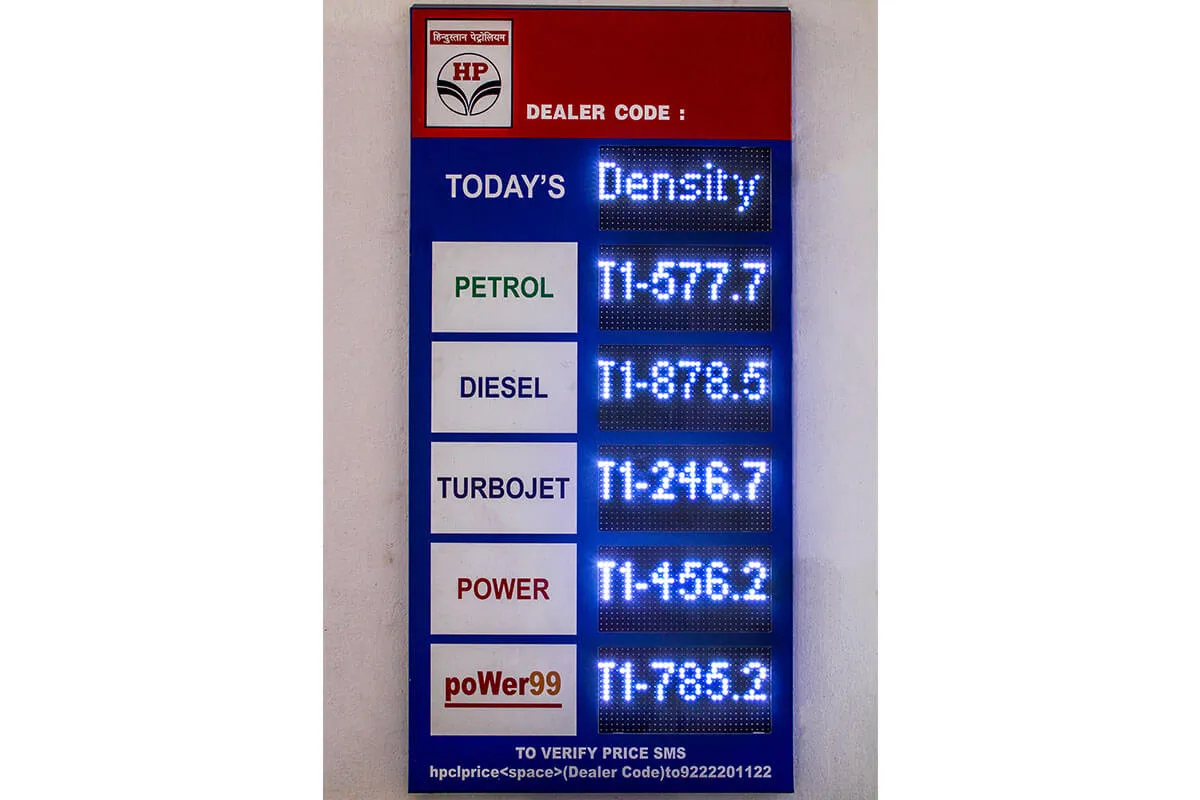 हिन्दुस्तान पेट्रोलियम
HP
DEALER CODE :
TODAY'S Density
PETROL T1-577.7
DIESEL T1-878.5
TURBOJET T1-246.7
POWER T1-456.2
poWer99 T1-785.2
TO VERIFY PRICE SMS
hpclprice<space>(Dealer Code)to9222201122